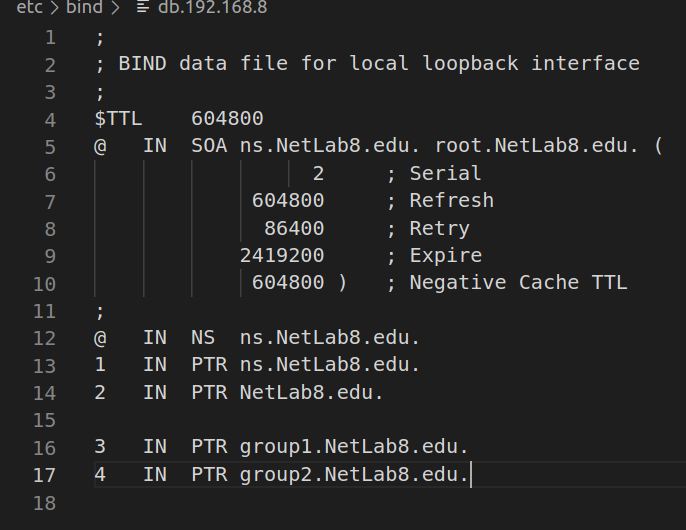 etc > bind > db.192.168.8
1 ;
2 ; BIND data file for local loopback interface
3 ;
4 $TTL    604800
5 @   IN  SOA ns.NetLab8.edu. root.NetLab8.edu. (
6                   2     ; Serial
7              604800     ; Refresh
8               86400     ; Retry
9             2419200     ; Expire
10             604800 )   ; Negative Cache TTL
11 ;
12 @   IN  NS  ns.NetLab8.edu.
13 1   IN  PTR ns.NetLab8.edu.
14 2   IN  PTR NetLab8.edu.
15
16 3   IN  PTR group1.NetLab8.edu.
17 4   IN  PTR group2.NetLab8.edu.
18